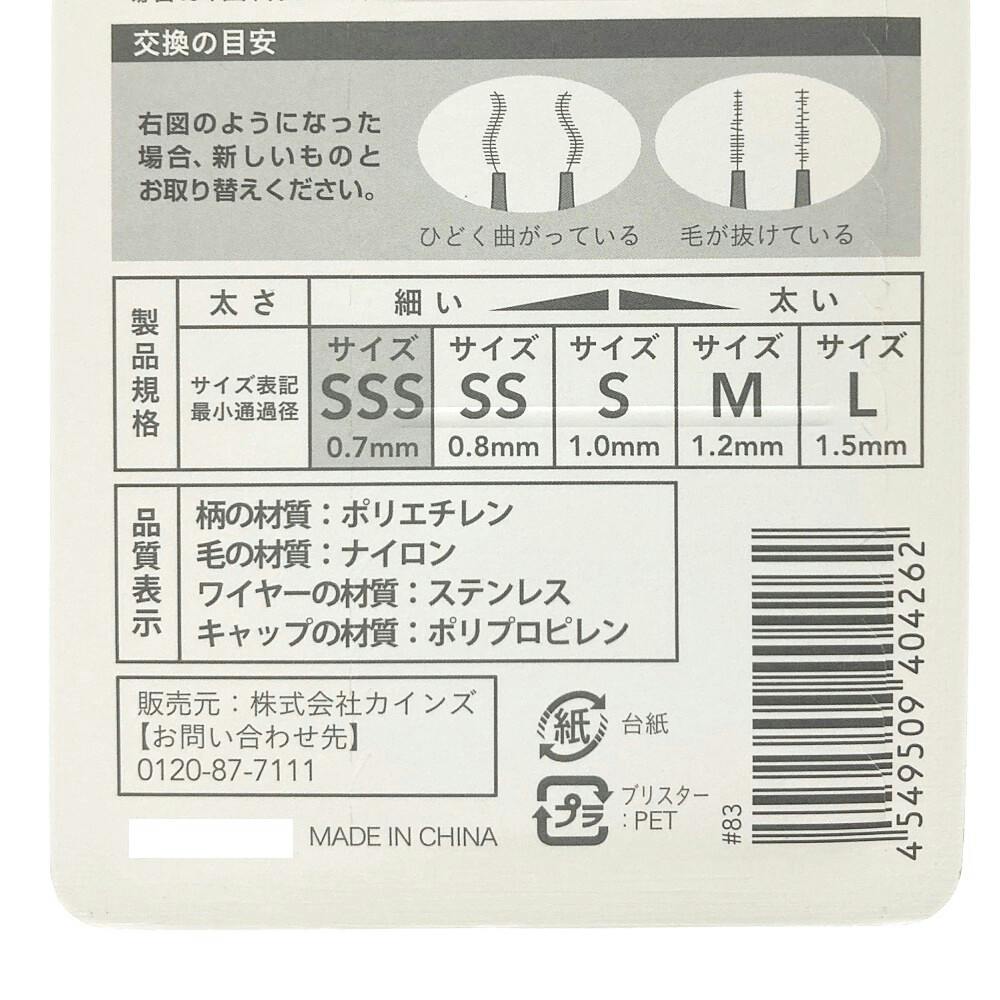 交換の目安
右図のようになった
場合、新しいものと
お取り替えください。
ひどく曲がっている
毛が抜けている
製品規格
太さ
細い 太い
サイズ表記
最小通過径
サイズ サイズ サイズ サイズ サイズ
SSS SS S M L
0.7mm 0.8mm 1.0mm 1.2mm 1.5mm
品質表示
柄の材質：ポリエチレン
毛の材質：ナイロン
ワイヤーの材質：ステンレス
キャップの材質：ポリプロピレン
販売元：株式会社カインズ
【お問い合わせ先】
0120-87-7111
MADE IN CHINA
紙 台紙
プラ ブリスター
：PET
#83
4549509404262